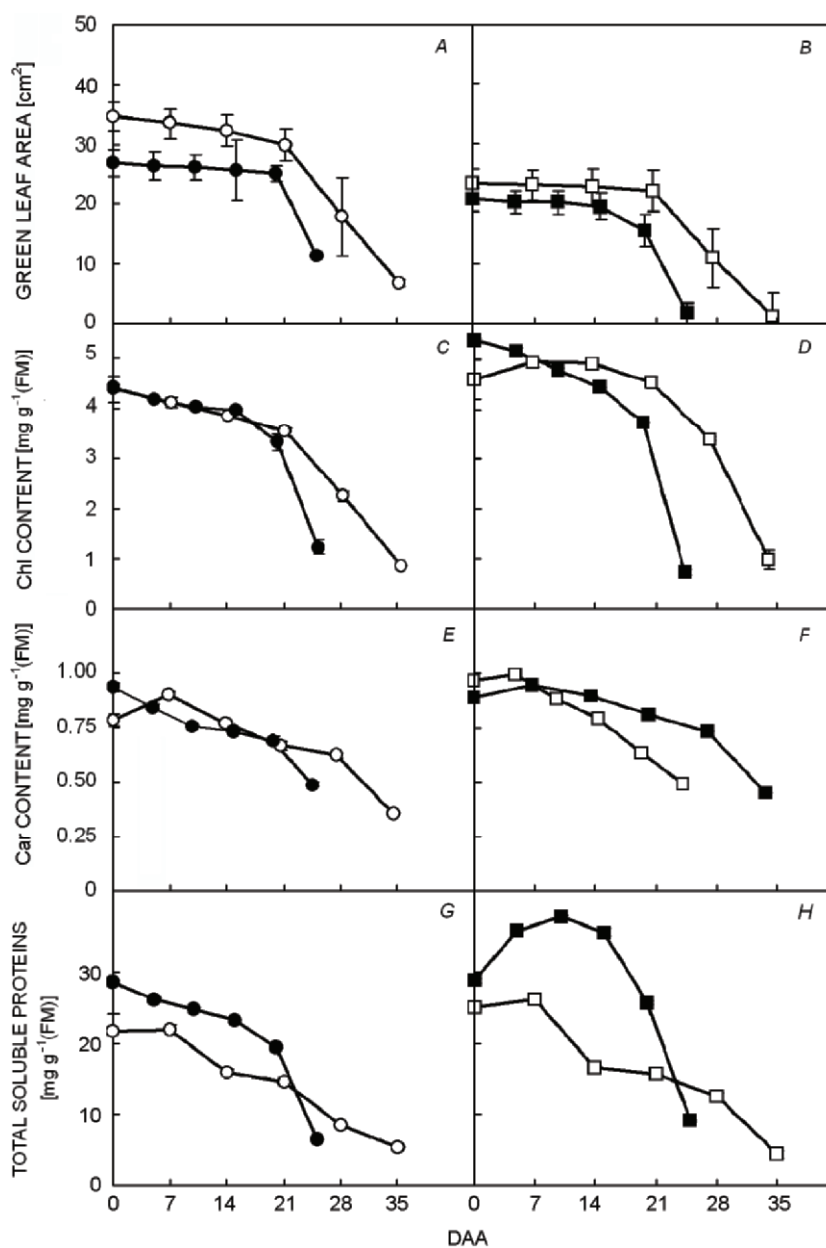 GREEN LEAF AREA [cm²]
50
40
30
20
10
0
A
B
Chl CONTENT [mg g⁻¹(FM)]
5
4
3
2
1
0
C
D
Car CONTENT [mg g⁻¹(FM)]
1.00
0.75
0.50
0.25
0
E
F
TOTAL SOLUBLE PROTEINS
[mg g⁻¹(FM)]
30
20
10
0
G
H
0 7 14 21 28 35 0 7 14 21 28 35
DAA